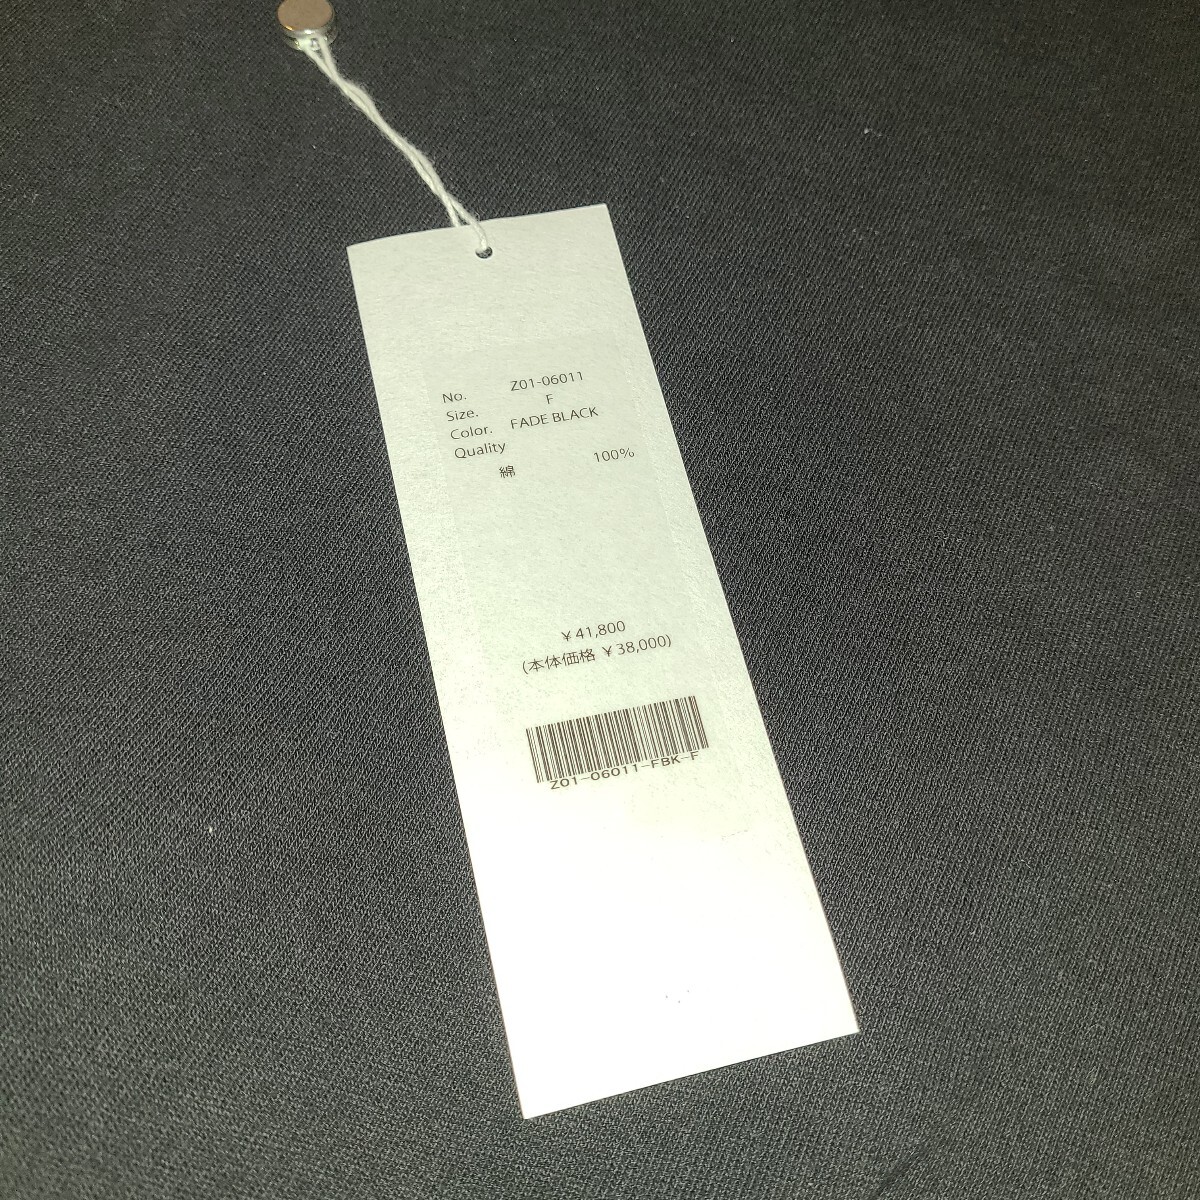 No. Z01-06011
Size. F
Color. FADE BLACK
Quality
綿 100%
¥41,800
(本体価格 ¥38,000)
Z01-06011-FBK-F